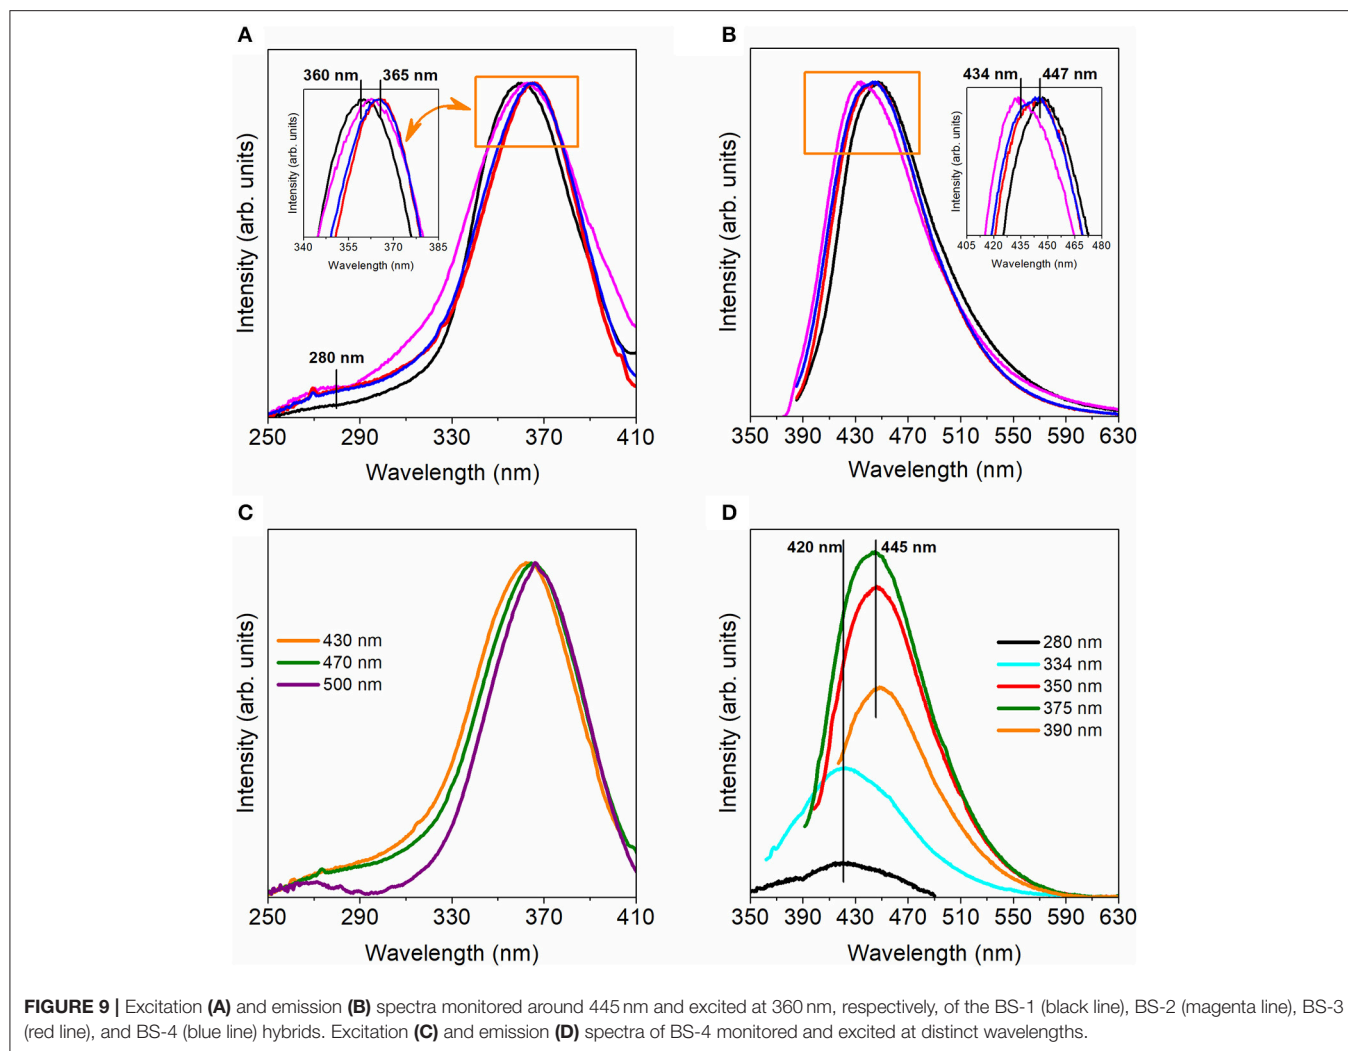 A
360 nm
365 nm
Intensity (arb. units)
340 355 370 385
Wavelength (nm)
280 nm
Intensity (arb. units)
250 290 330 370 410
Wavelength (nm)
B
434 nm
447 nm
Intensity (arb. units)
405 420 435 450 465 480
Wavelength (nm)
Intensity (arb. units)
350 390 430 470 510 550 590 630
Wavelength (nm)
C
430 nm
470 nm
500 nm
Intensity (arb. units)
250 290 330 370 410
Wavelength (nm)
D
420 nm
445 nm
280 nm
334 nm
350 nm
375 nm
390 nm
Intensity (arb. units)
350 390 430 470 510 550 590 630
Wavelength (nm)
FIGURE 9 | Excitation (A) and emission (B) spectra monitored around 445 nm and excited at 360 nm, respectively, of the BS-1 (black line), BS-2 (magenta line), BS-3
(red line), and BS-4 (blue line) hybrids. Excitation (C) and emission (D) spectra of BS-4 monitored and excited at distinct wavelengths.